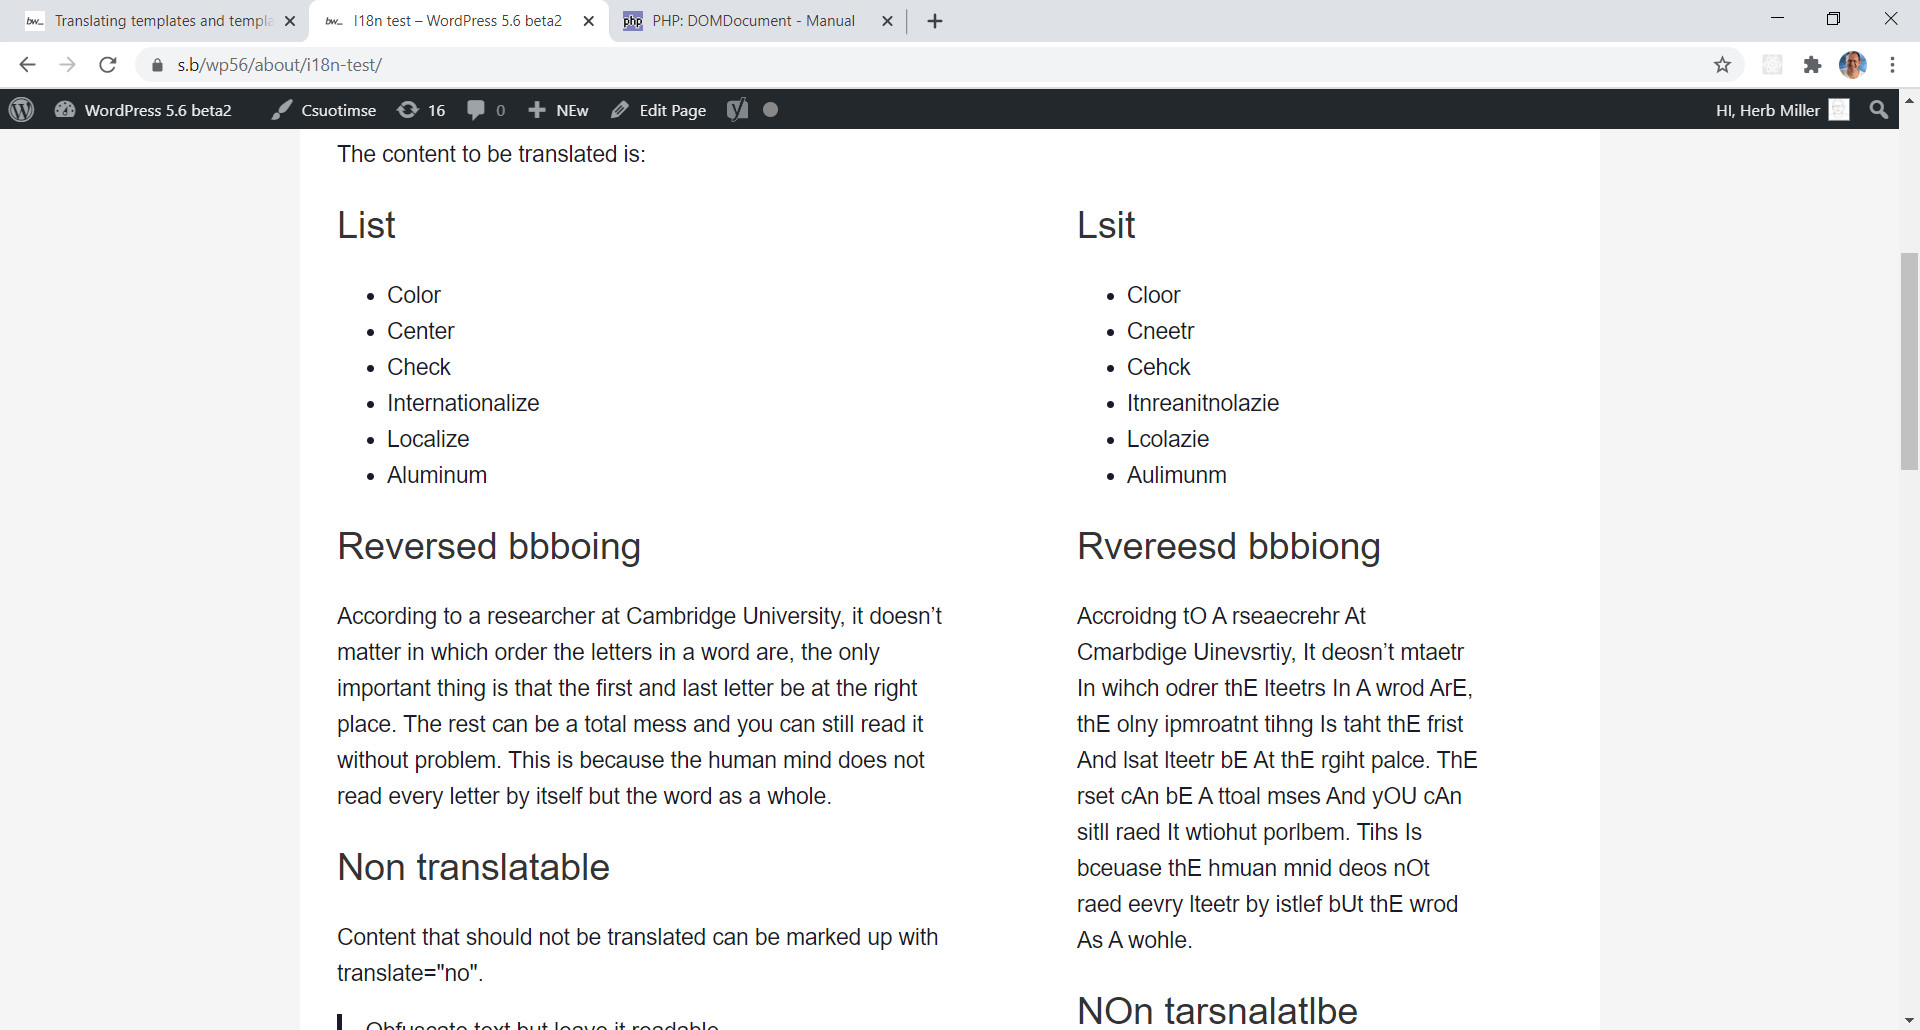 Translating templates and templa
I18n test – WordPress 5.6 beta2
PHP: DOMDocument - Manual
s.b/wp56/about/i18n-test/
WordPress 5.6 beta2
Csuotimse
16
0
NEw
Edit Page
HI, Herb Miller
The content to be translated is:
List
Color
Center
Check
Internationalize
Localize
Aluminum
Reversed bbboing
According to a researcher at Cambridge University, it doesn’t
matter in which order the letters in a word are, the only
important thing is that the first and last letter be at the right
place. The rest can be a total mess and you can still read it
without problem. This is because the human mind does not
read every letter by itself but the word as a whole.
Non translatable
Content that should not be translated can be marked up with
translate="no".
Obfuscate text but leave it readable
Lsit
Cloor
Cneetr
Cehck
Itnreanitnolazie
Lcolazie
Aulimunm
Rvereesd bbbiong
Accroidng tO A rseaecrehr At
Cmarbdige Uinevsrtiy, It deosn’t mtaetr
In wihch odrer thE lteetrs In A wrod ArE,
thE olny ipmroatnt tihng Is taht thE frist
And lsat lteetr bE At thE rgiht palce. ThE
rset cAn bE A ttoal mses And yOU cAn
sitll raed It wtiohut porlbem. Tihs Is
bceuase thE hmuan mnid deos nOt
raed eevry lteetr by istlef bUt thE wrod
As A wohle.
NOn tarsnalatlbe